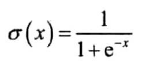 σ(x) = 1/(1+e⁻ˣ)